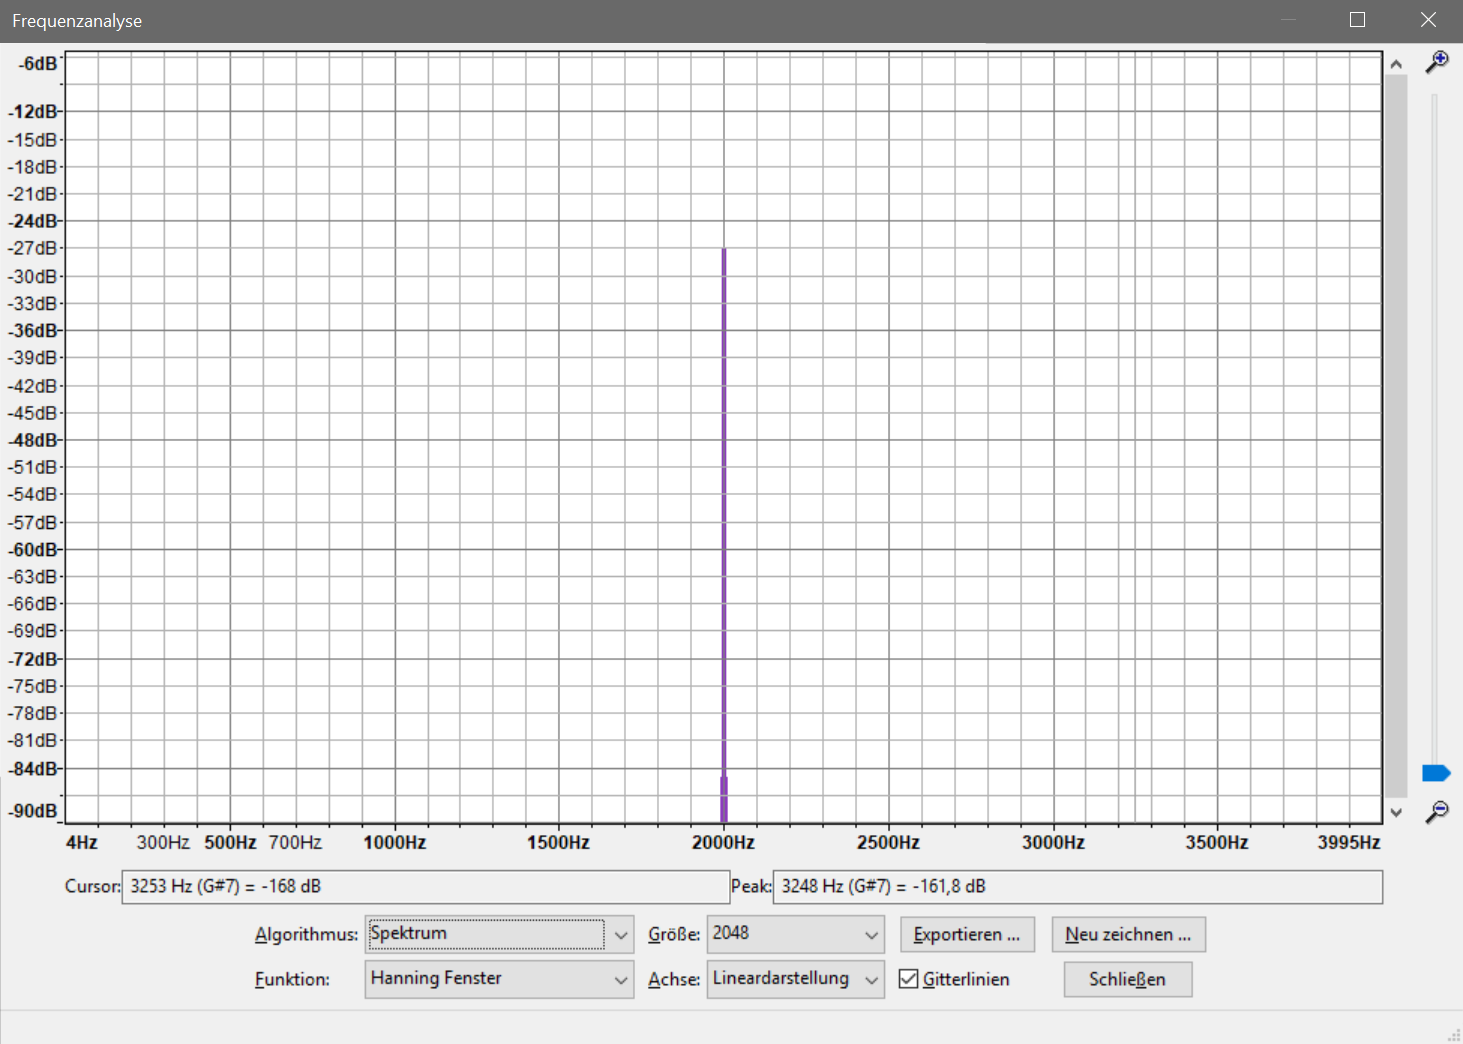 Frequenzanalyse
-6dB
-12dB
-15dB
-18dB
-21dB
-24dB
-27dB
-30dB
-33dB
-36dB
-39dB
-42dB
-45dB
-48dB
-51dB
-54dB
-57dB
-60dB
-63dB
-66dB
-69dB
-72dB
-75dB
-78dB
-81dB
-84dB
-90dB
4Hz 300Hz 500Hz 700Hz 1000Hz 1500Hz 2000Hz 2500Hz 3000Hz 3500Hz 3995Hz
Cursor: 3253 Hz (G#7) = -168 dB Peak: 3248 Hz (G#7) = -161,8 dB
Algorithmus: Spektrum Größe: 2048 Exportieren ... Neu zeichnen ...
Funktion: Hanning Fenster Achse: Lineardarstellung Gitterlinien Schließen